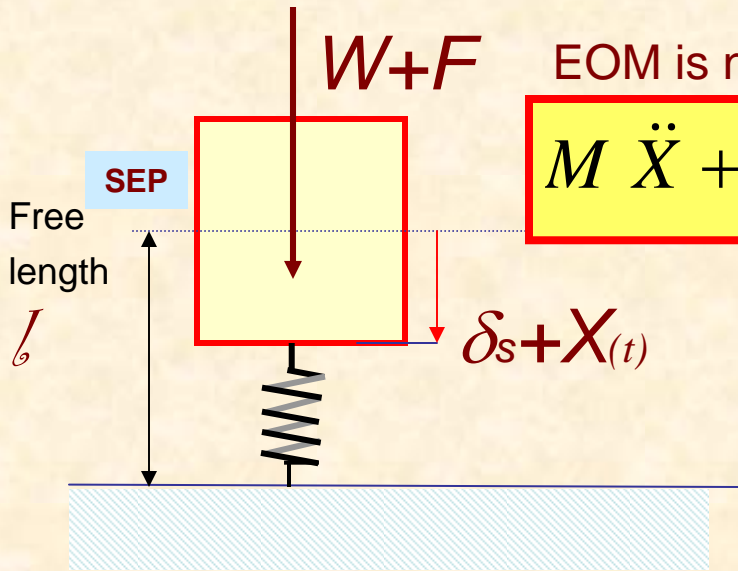 W+F
EOM is
M Ẍ +
SEP
Free
length
l
δs+X(t)